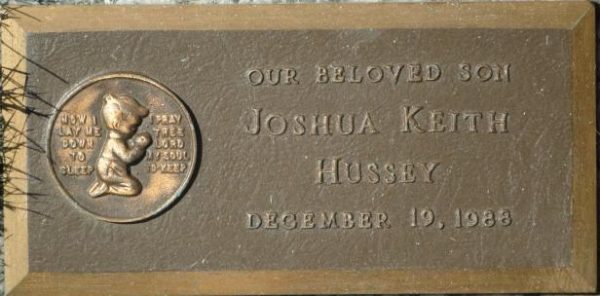 NOW I
LAY ME
DOWN
TO
SLEEP
I PRAY
THEE
LORD
MY SOUL
TO KEEP
OUR BELOVED SON
JOSHUA KEITH
HUSSEY
DECEMBER 19, 1988